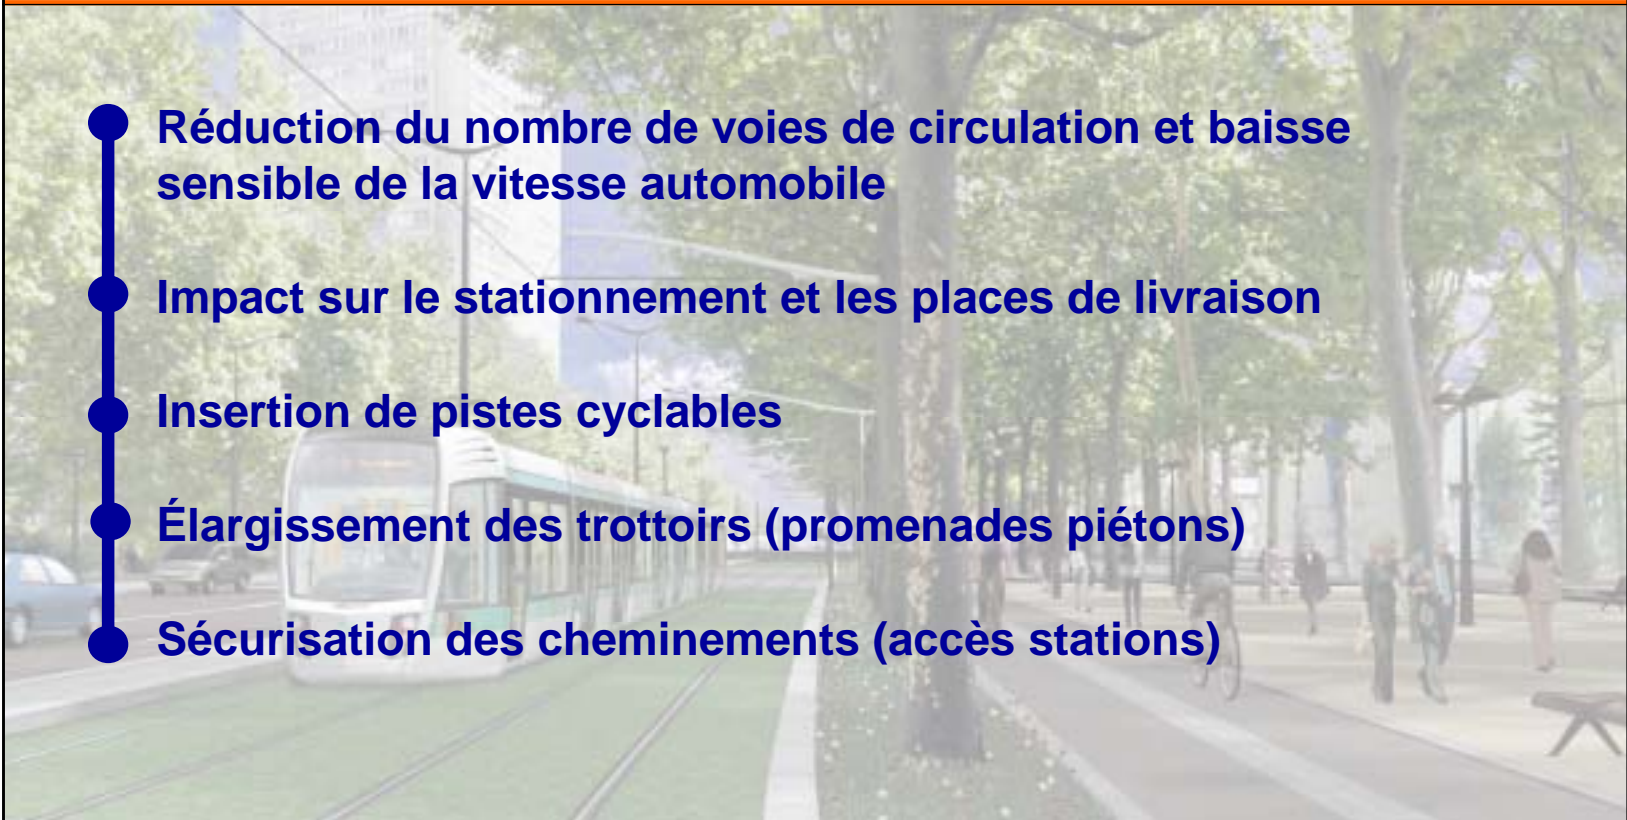 Réduction du nombre de voies de circulation et baisse
sensible de la vitesse automobile
Impact sur le stationnement et les places de livraison
Insertion de pistes cyclables
Élargissement des trottoirs (promenades piétons)
Sécurisation des cheminements (accès stations)